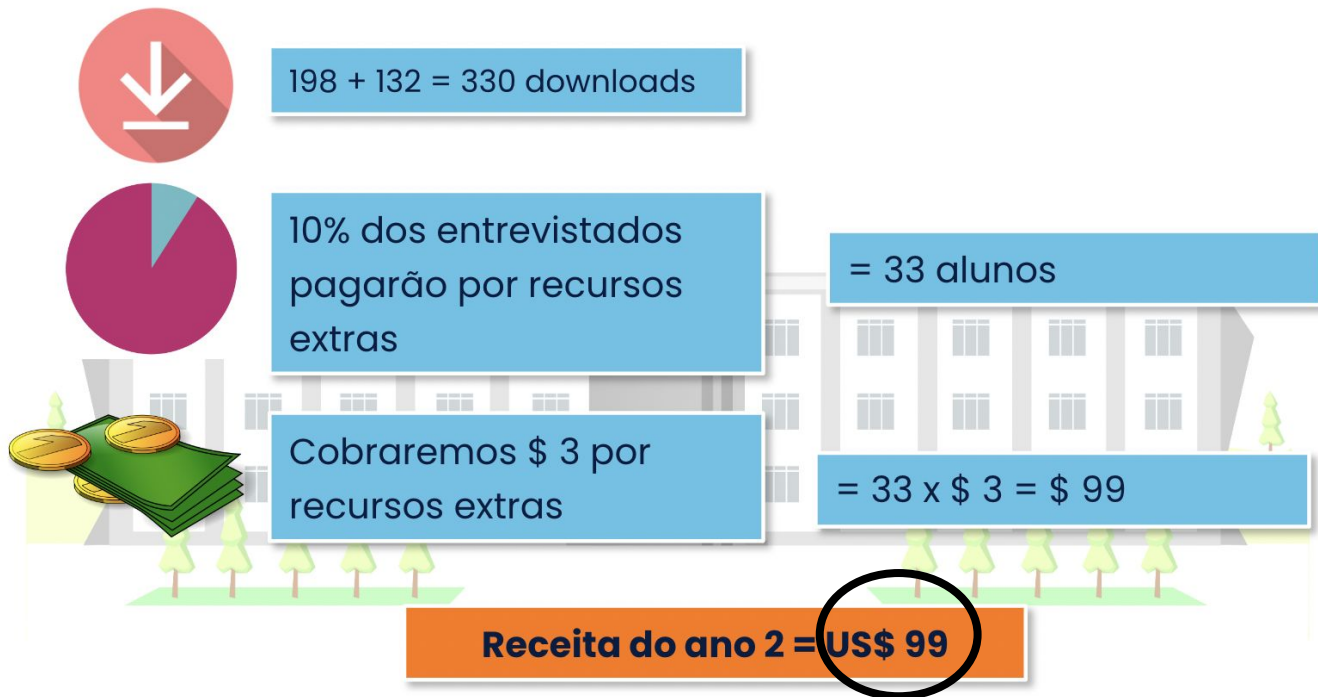 198 + 132 = 330 downloads
10% dos entrevistados
pagarão por recursos
extras
= 33 alunos
Cobraremos $ 3 por
recursos extras
= 33 x $ 3 = $ 99
Receita do ano 2 = US$ 99